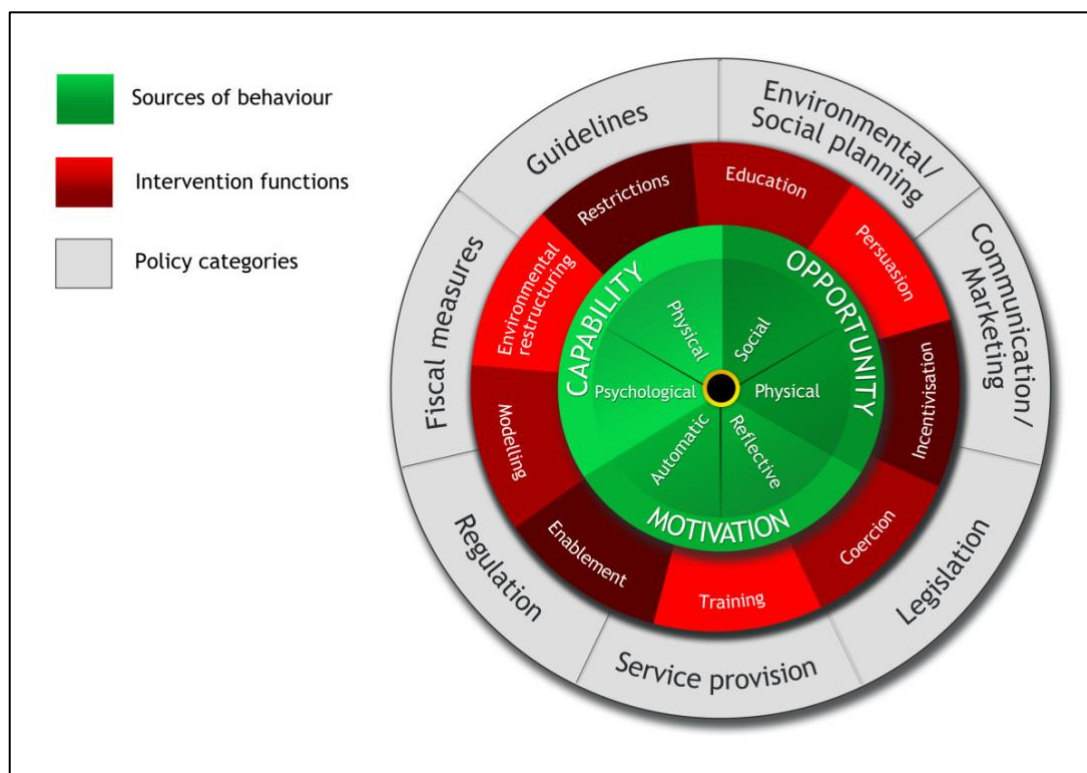 Sources of behaviour
Intervention functions
Policy categories
Guidelines
Environmental/
Social planning
Communication/
Marketing
Legislation
Service provision
Regulation
Fiscal measures
Restrictions
Education
Persuasion
Incentivisation
Coercion
Training
Enablement
Modelling
Environmental
restructuring
CAPABILITY
OPPORTUNITY
MOTIVATION
Physical
Social
Psychological
Physical
Automatic
Reflective